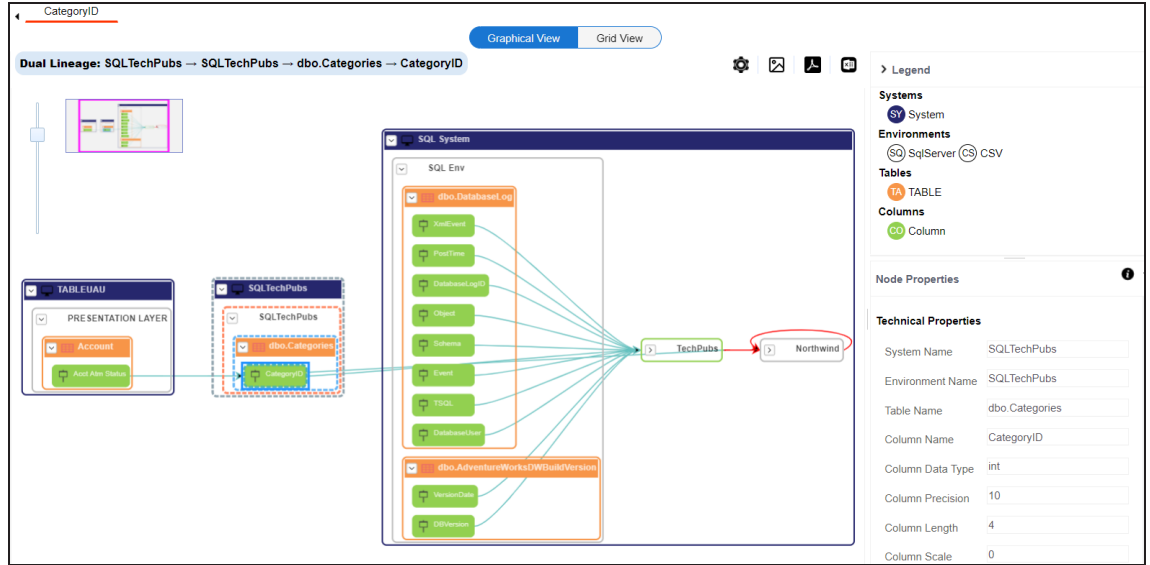 CategoryID
Graphical View Grid View
Dual Lineage: SQLTechPubs → SQLTechPubs → dbo.Categories → CategoryID
Legend
Systems
SY System
Environments
SQ SqlServer CS CSV
Tables
TA TABLE
Columns
CO Column
Node Properties
Technical Properties
System Name SQLTechPubs
Environment Name SQLTechPubs
Table Name dbo.Categories
Column Name CategoryID
Column Data Type int
Column Precision 10
Column Length 4
Column Scale 0
TABLEUAU
PRESENTATION LAYER
Account
Acct Atm Status
SQLTechPubs
SQLTechPubs
dbo.Categories
CategoryID
SQL System
SQL Env
dbo.DatabaseLog
XmlEvent
PostTime
DatabaseLogID
Object
Schema
Event
TSQL
DatabaseUser
dbo.AdventureWorksDWBuildVersion
VersionDate
DBVersion
TechPubs
Northwind